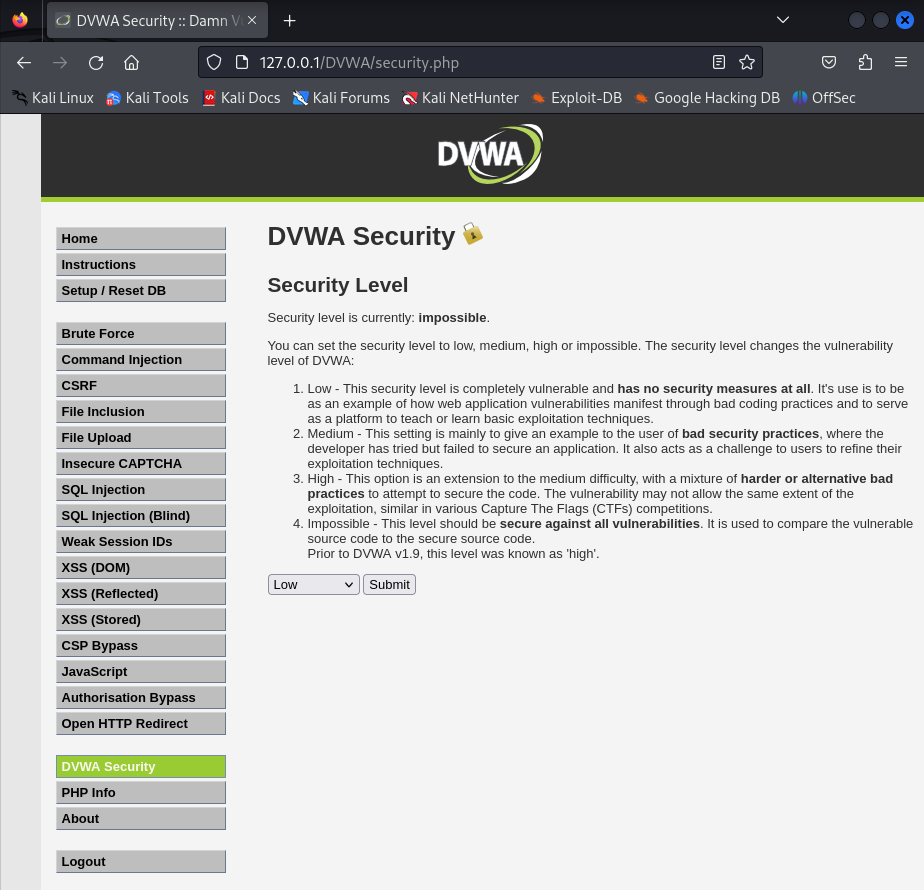 DVWA Security :: Damn Vu
127.0.0.1/DVWA/security.php
Kali Linux Kali Tools Kali Docs Kali Forums Kali NetHunter Exploit-DB Google Hacking DB OffSec
DVWA
Home
Instructions
Setup / Reset DB
Brute Force
Command Injection
CSRF
File Inclusion
File Upload
Insecure CAPTCHA
SQL Injection
SQL Injection (Blind)
Weak Session IDs
XSS (DOM)
XSS (Reflected)
XSS (Stored)
CSP Bypass
JavaScript
Authorisation Bypass
Open HTTP Redirect
DVWA Security
PHP Info
About
Logout
DVWA Security
Security Level
Security level is currently: impossible.
You can set the security level to low, medium, high or impossible. The security level changes the vulnerability
level of DVWA:
1. Low - This security level is completely vulnerable and has no security measures at all. It's use is to be
as an example of how web application vulnerabilities manifest through bad coding practices and to serve
as a platform to teach or learn basic exploitation techniques.
2. Medium - This setting is mainly to give an example to the user of bad security practices, where the
developer has tried but failed to secure an application. It also acts as a challenge to users to refine their
exploitation techniques.
3. High - This option is an extension to the medium difficulty, with a mixture of harder or alternative bad
practices to attempt to secure the code. The vulnerability may not allow the same extent of the
exploitation, similar in various Capture The Flags (CTFs) competitions.
4. Impossible - This level should be secure against all vulnerabilities. It is used to compare the vulnerable
source code to the secure source code.
Prior to DVWA v1.9, this level was known as 'high'.
Low Submit